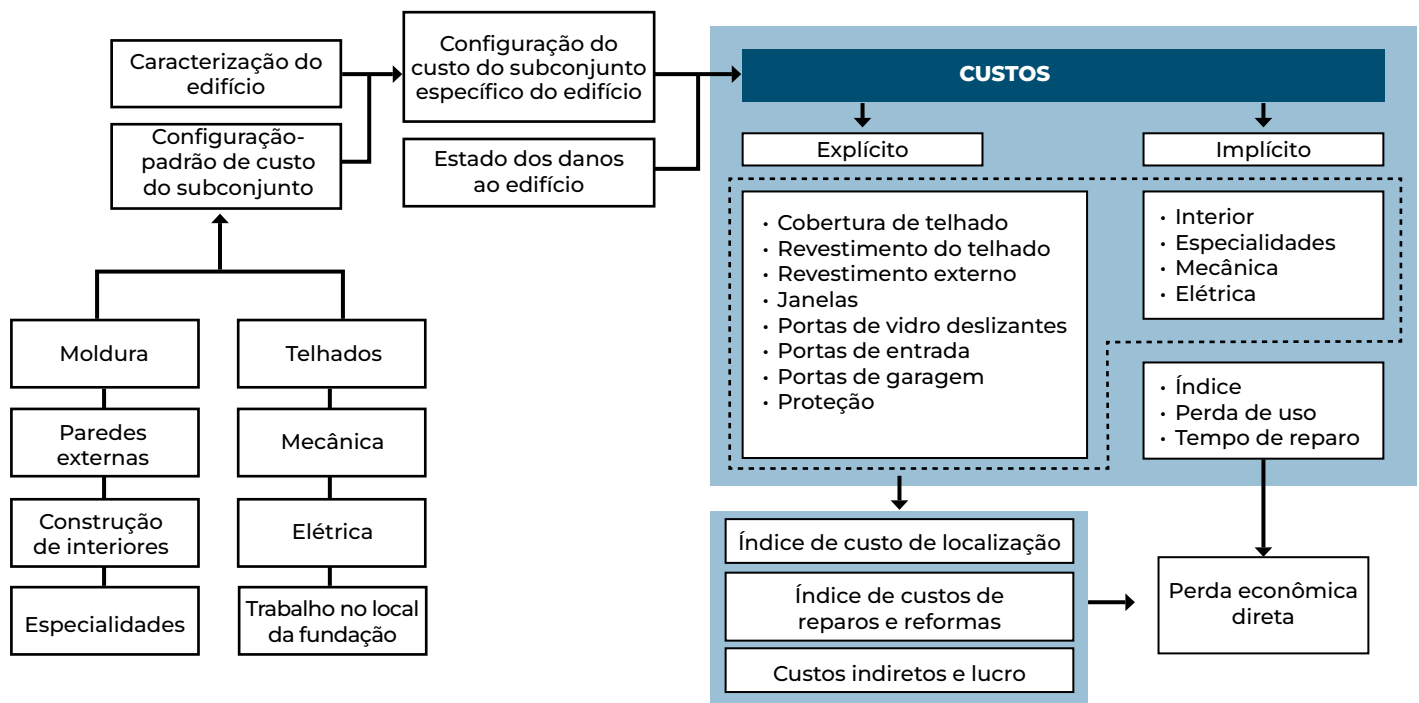 Caracterização do
edifício
Configuração-
padrão de custo
do subconjunto
Configuração do
custo do subconjunto
específico do edifício
Estado dos danos
ao edifício
Moldura
Paredes
externas
Construção
de interiores
Especialidades
Telhados
Mecânica
Elétrica
Trabalho no local
da fundação
CUSTOS
Explícito
• Cobertura de telhado
• Revestimento do telhado
• Revestimento externo
• Janelas
• Portas de vidro deslizantes
• Portas de entrada
• Portas de garagem
• Proteção
Implícito
• Interior
• Especialidades
• Mecânica
• Elétrica
• Índice
• Perda de uso
• Tempo de reparo
Índice de custo de localização
Índice de custos de
reparos e reformas
Custos indiretos e lucro
Perda econômica
direta